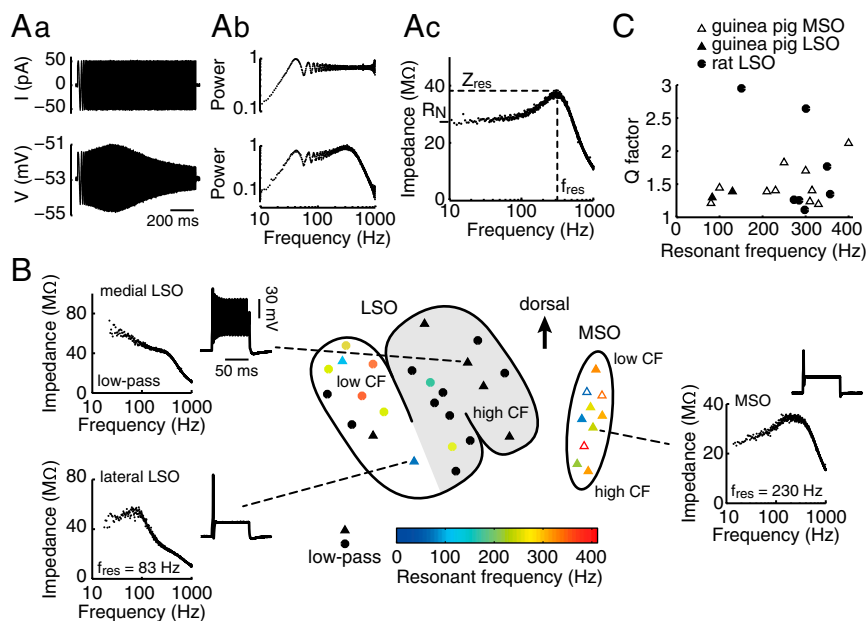 Aa
I (pA)
50
0
−50
V (mV)
−51
−53
−55
200 ms
Ab
Power
1
0.1
Power
1
0.1
10
100
1000
Frequency (Hz)
Ac
Impedance (MΩ)
40
20
0
Z_res
R_N
f_res
10
100
1000
Frequency (Hz)
C
△ guinea pig MSO
▲ guinea pig LSO
● rat LSO
Q factor
3
2.5
2
1.5
1
0 100 200 300 400
Resonant frequency (Hz)
B
medial LSO
Impedance (MΩ)
80
40
0
low-pass
10 100 1000
Frequency (Hz)
30 mV
50 ms
lateral LSO
Impedance (MΩ)
80
40
0
f_res = 83 Hz
10 100 1000
Frequency (Hz)
LSO
low CF
high CF
dorsal
MSO
low CF
high CF
low-pass
0 100 200 300 400
Resonant frequency (Hz)
MSO
Impedance (MΩ)
40
20
0
f_res = 230 Hz
10 100 1000
Frequency (Hz)